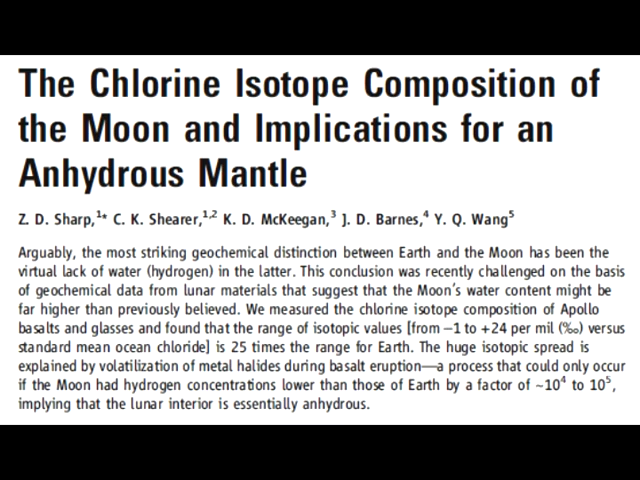 The Chlorine Isotope Composition of
the Moon and Implications for an
Anhydrous Mantle
Z. D. Sharp,¹* C. K. Shearer,¹,² K. D. McKeegan,³ J. D. Barnes,⁴ Y. Q. Wang⁵
Arguably, the most striking geochemical distinction between Earth and the Moon has been the
virtual lack of water (hydrogen) in the latter. This conclusion was recently challenged on the basis
of geochemical data from lunar materials that suggest that the Moon's water content might be
far higher than previously believed. We measured the chlorine isotope composition of Apollo
basalts and glasses and found that the range of isotopic values [from −1 to +24 per mil (‰) versus
standard mean ocean chloride] is 25 times the range for Earth. The huge isotopic spread is
explained by volatilization of metal halides during basalt eruption—a process that could only occur
if the Moon had hydrogen concentrations lower than those of Earth by a factor of ~10⁴ to 10⁵,
implying that the lunar interior is essentially anhydrous.